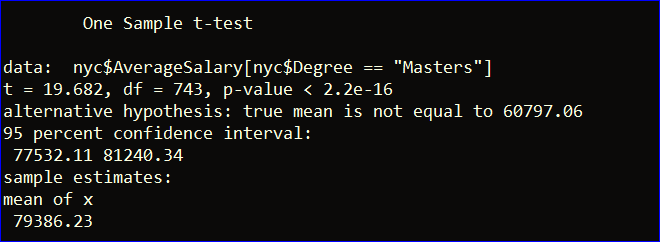 One Sample t-test
data:  nyc$AverageSalary[nyc$Degree == "Masters"]
t = 19.682, df = 743, p-value < 2.2e-16
alternative hypothesis: true mean is not equal to 60797.06
95 percent confidence interval:
77532.11 81240.34
sample estimates:
mean of x
79386.23